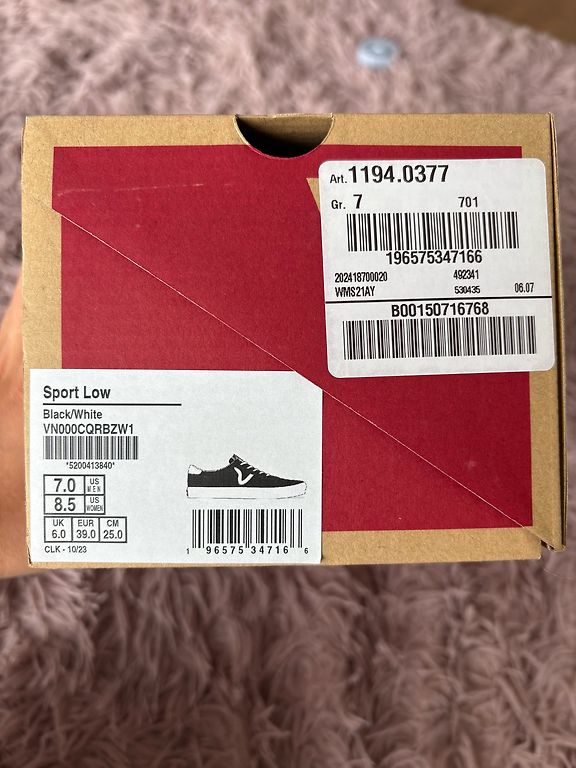 Art. 1194.0377
Gr. 7 701
196575347166
202418700020 492341
WMS21AY 530435 06.07
B00150716768
Sport Low
Black/White
VN000CQRBZW1
*5200413840*
7.0 US MEN
8.5 US WOMEN
UK EUR CM
6.0 39.0 25.0
CLK - 10/23
1 96575 34716 6